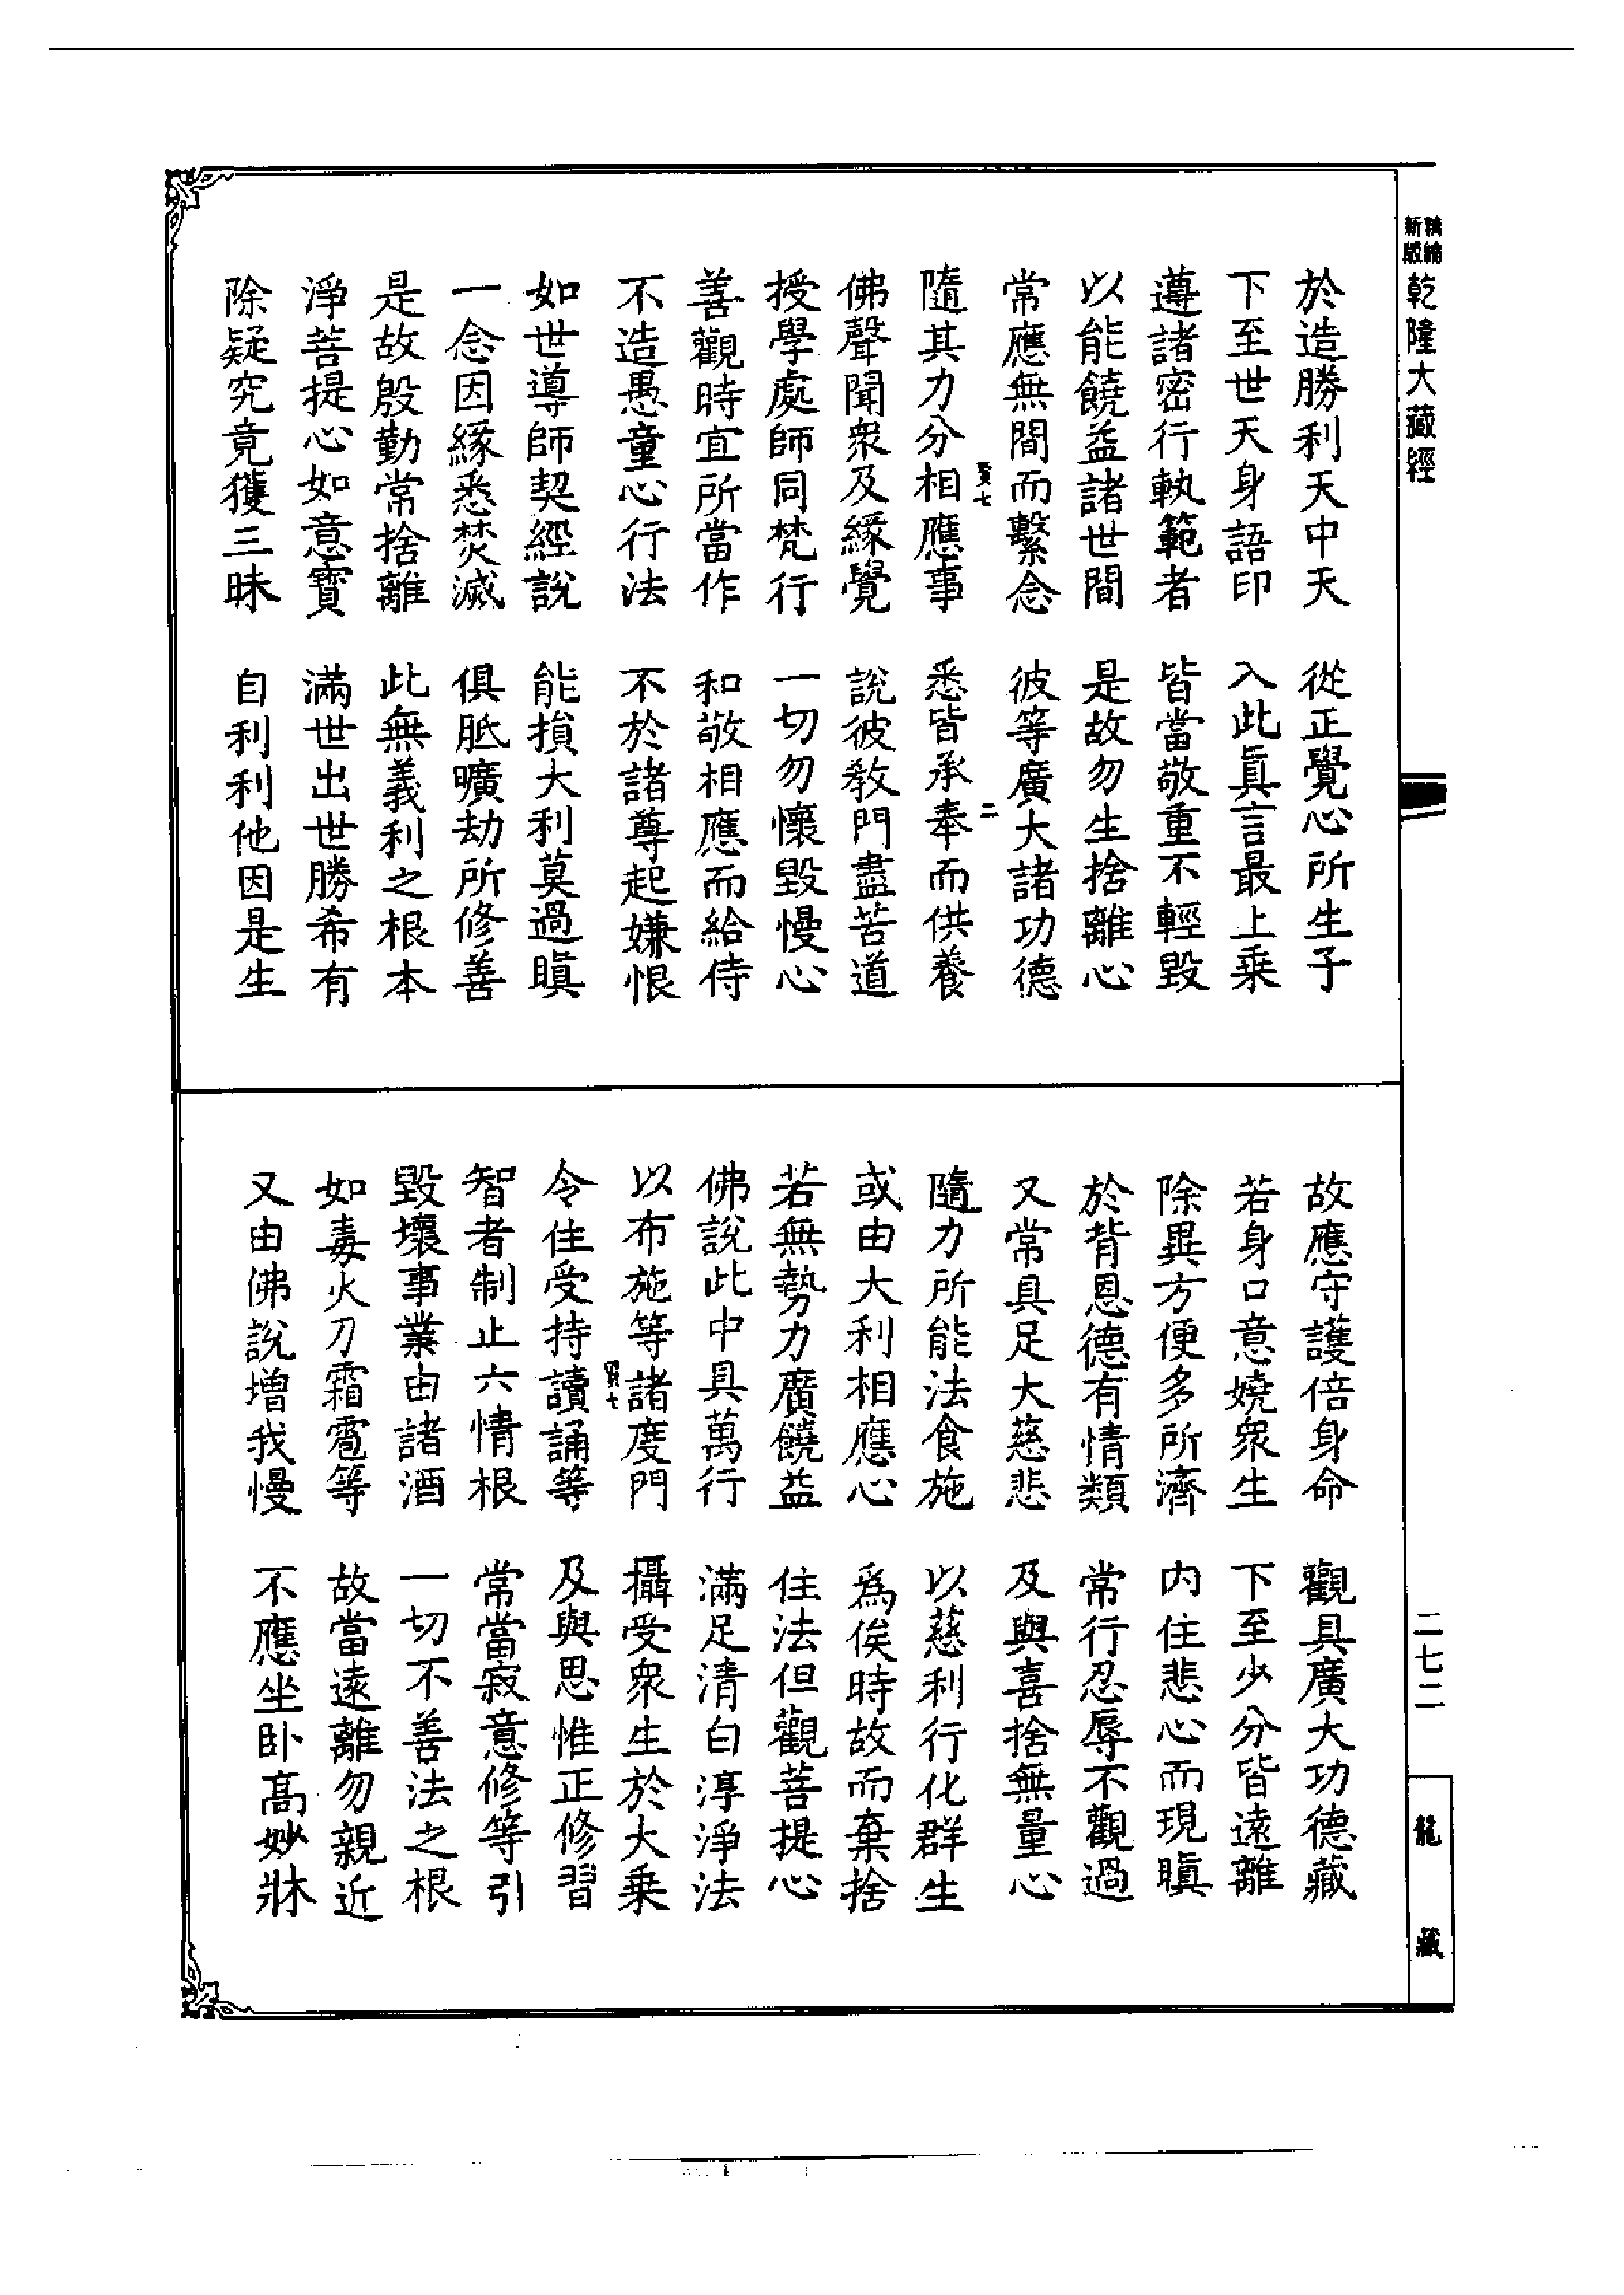 精縮
新版
乾隆大藏經
於造勝利天中天　從正覺心所生子
下至世天身語印　入此眞言最上乘
遵諸密行軌範者　皆當敬重不輕毀
以能饒益諸世間　是故勿生捨離心
常應無間而繫念　彼等廣大諸功德
賢七　二
隨其力分相應事　悉皆承奉而供養
佛聲聞衆及緣覺　說彼教門盡苦道
授學處師同梵行　一切勿懷毀慢心
善觀時宜所當作　和敬相應而給侍
不造愚童心行法　不於諸尊起嫌恨
如世導師契經說　能損大利莫過瞋
一念因緣悉焚滅　俱胝曠劫所修善
是故殷勤常捨離　此無義利之根本
淨菩提心如意寶　滿世出世勝希有
除疑究竟獲三昧　自利利他因是生
故應守護倍身命　觀具廣大功德藏
若身口意嬈衆生　下至少分皆遠離
除異方便多所濟　内住悲心而現瞋
於背恩德有情類　常行忍辱不觀過
又常具足大慈悲　及與喜捨無量心
隨力所能法食施　以慈利行化群生
或由大利相應心　爲俟時故而棄捨
若無勢力廣饒益　住法但觀菩提心
佛說此中具萬行　滿足清白淳淨法
以布施等諸度門　攝受衆生於大乘
賢七
令住受持讀誦等　及與思惟正修習
智者制止六情根　常當寂意修等引
毀壞事業由諸酒　一切不善法之根
如毒火刀霜雹等　故當遠離勿親近
又由佛說增我慢　不應坐卧高妙牀
二七二
龍藏